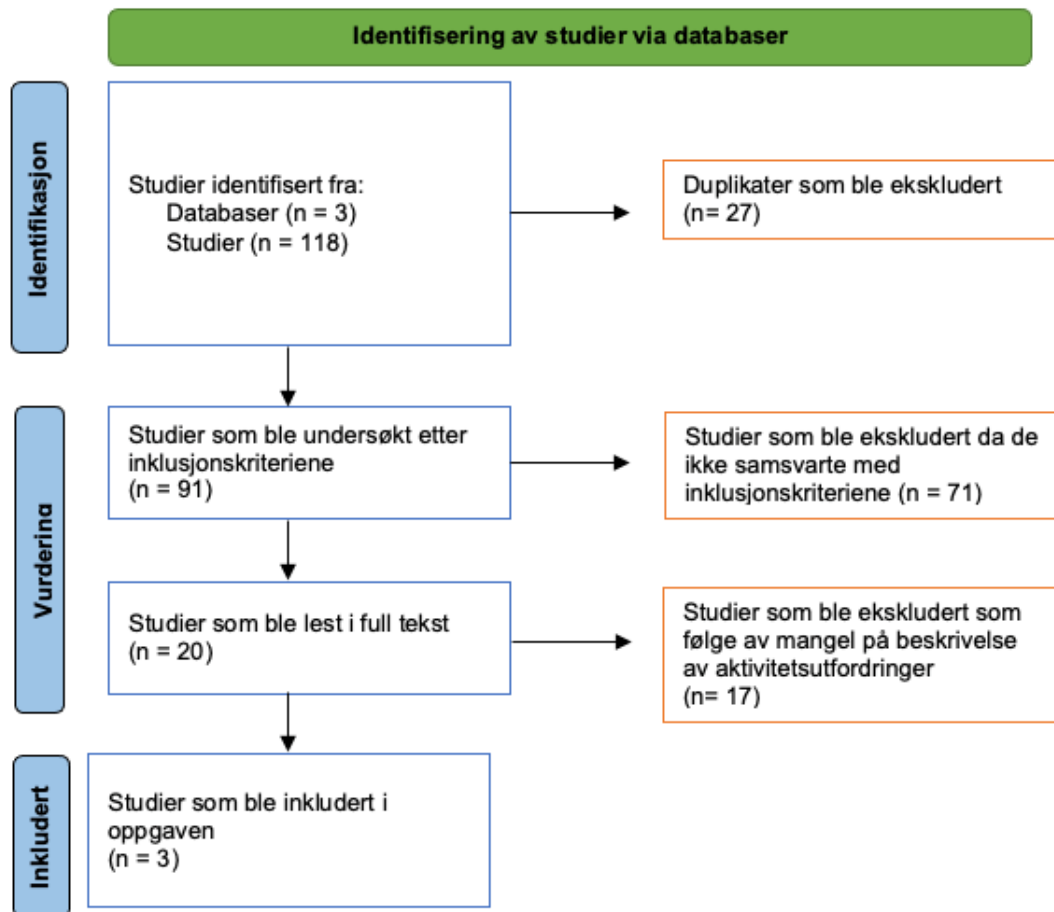 Identifisering av studier via databaser
Identifikasjon
Studier identifisert fra:
Databaser (n = 3)
Studier (n = 118)
Duplikater som ble ekskludert
(n= 27)
Vurdering
Studier som ble undersøkt etter
inklusjonskriteriene
(n = 91)
Studier som ble ekskludert da de
ikke samsvarte med
inklusjonskriteriene (n = 71)
Studier som ble lest i full tekst
(n = 20)
Studier som ble ekskludert som
følge av mangel på beskrivelse
av aktivitetsutfordringer
(n= 17)
Inkludert
Studier som ble inkludert i
oppgaven
(n = 3)